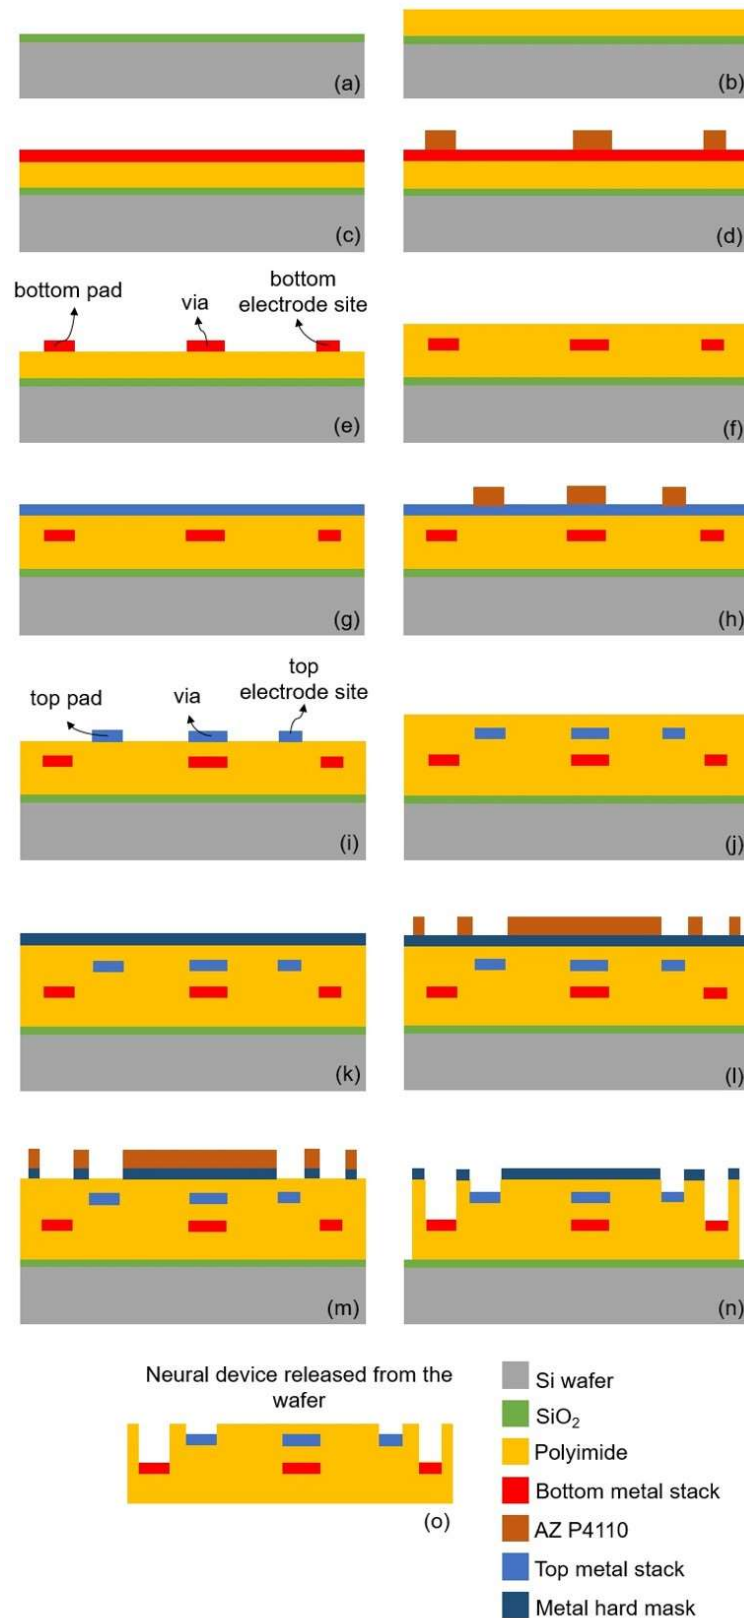 (a)
(b)
(c)
(d)
bottom pad
via
bottom
electrode site
(e)
(f)
(g)
(h)
top pad
via
top
electrode site
(i)
(j)
(k)
(l)
(m)
(n)
Neural device released from the
wafer
(o)
Si wafer
SiO₂
Polyimide
Bottom metal stack
AZ P4110
Top metal stack
Metal hard mask